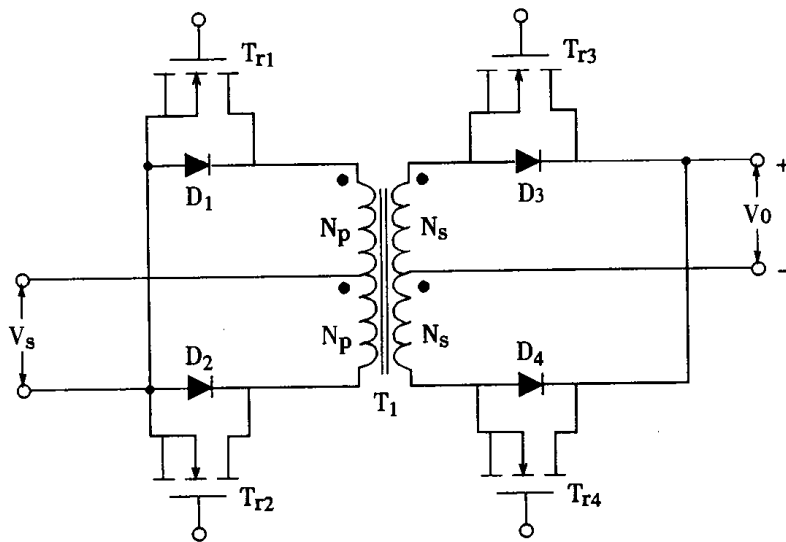 Tr1
Tr3
D1
D3
+
Np
Ns
V0
−
Vs
Np
Ns
D2
D4
T1
Tr2
Tr4